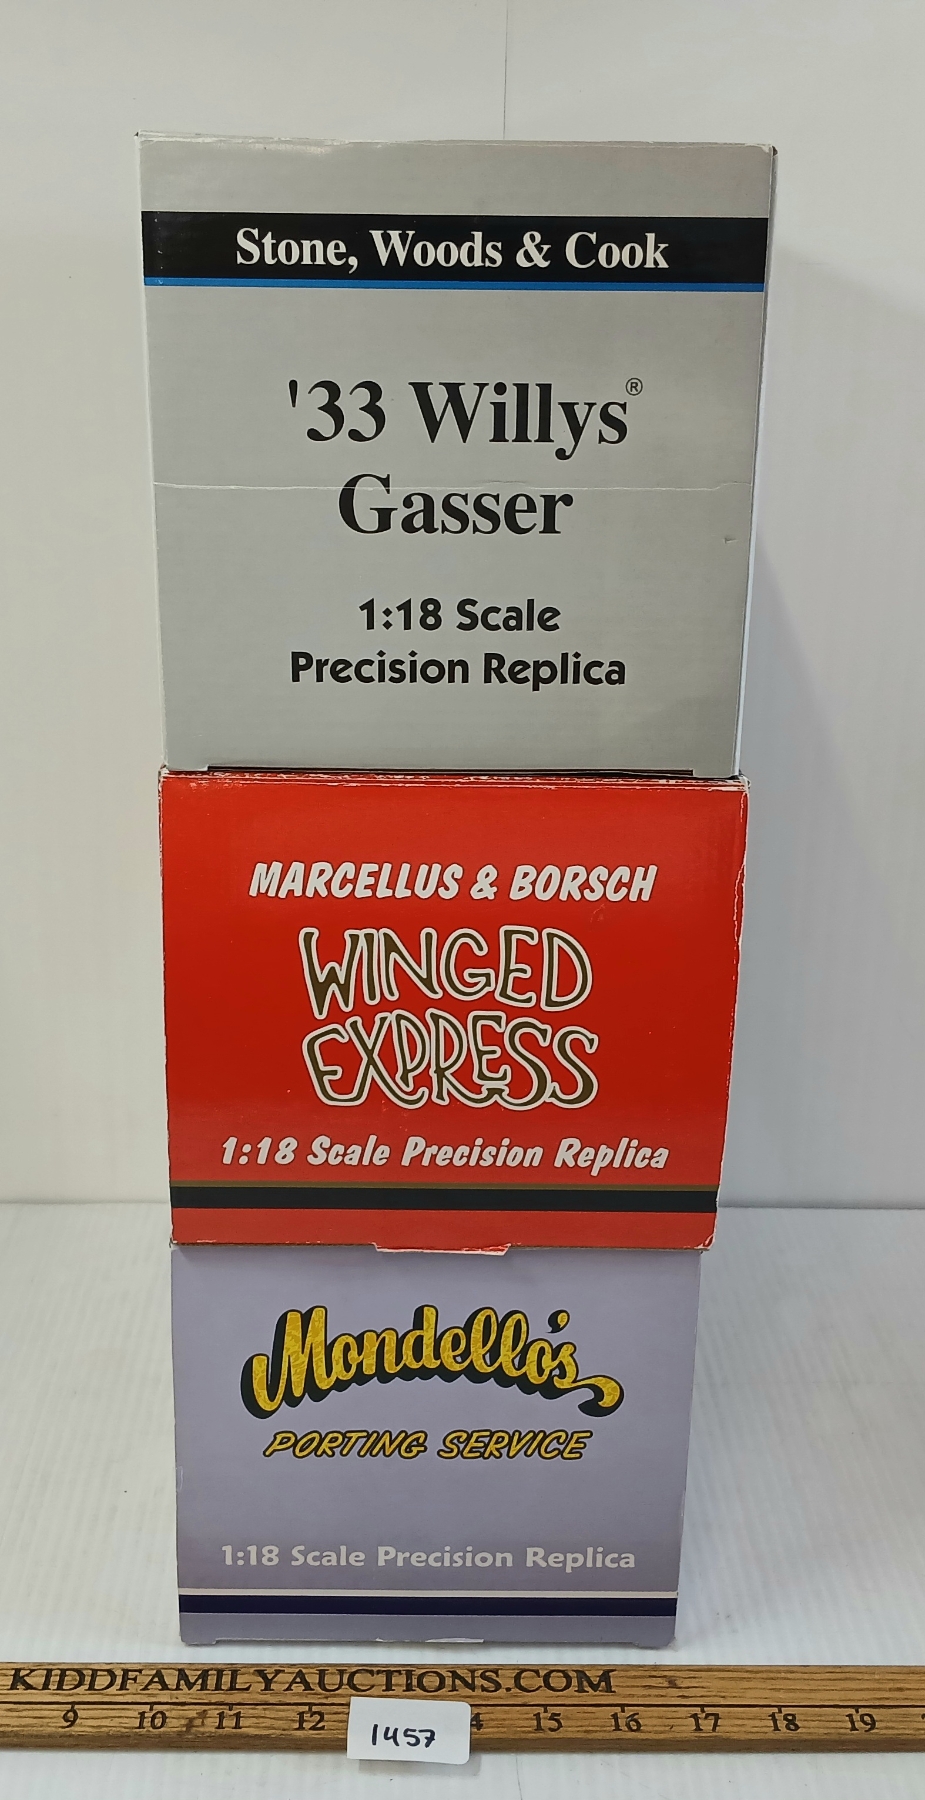 Stone, Woods & Cook
'33 Willys®
Gasser
1:18 Scale
Precision Replica
MARCELLUS & BORSCH
WINGED
EXPRESS
1:18 Scale Precision Replica
Mondello's
PORTING SERVICE
1:18 Scale Precision Replica
KIDDFAMILYAUCTIONS.COM
9 10 11 12 4 15 16 17 18 19
1457